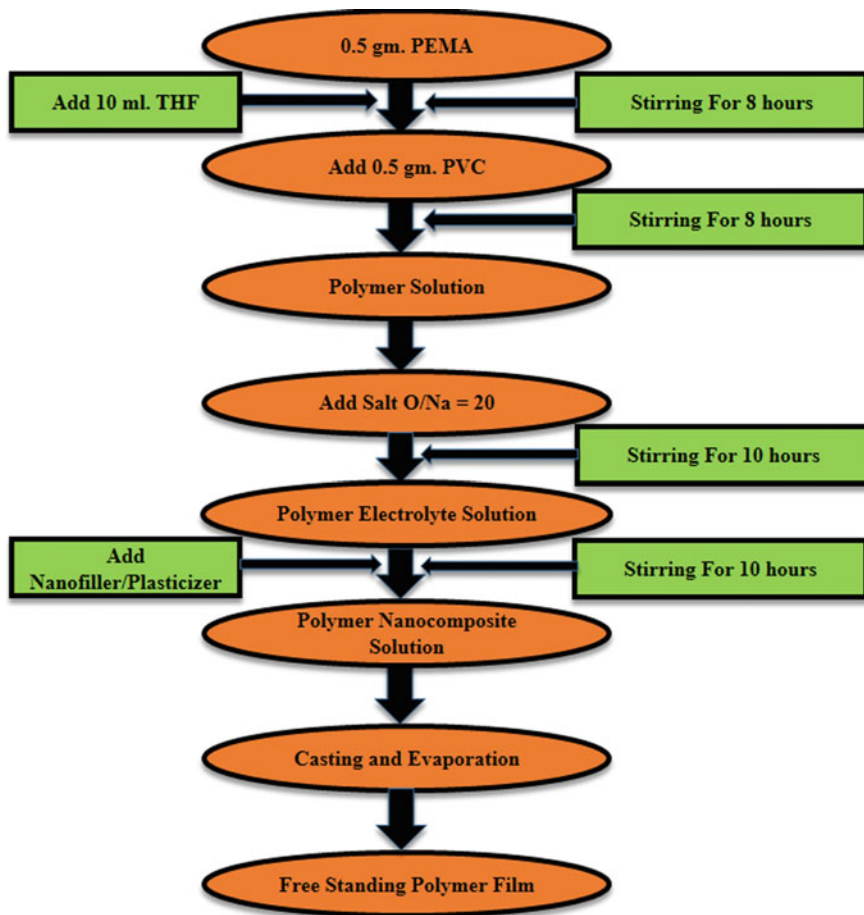 0.5 gm. PEMA
Add 10 ml. THF
Stirring For 8 hours
Add 0.5 gm. PVC
Stirring For 8 hours
Polymer Solution
Add Salt O/Na = 20
Stirring For 10 hours
Polymer Electrolyte Solution
Add
Nanofiller/Plasticizer
Stirring For 10 hours
Polymer Nanocomposite
Solution
Casting and Evaporation
Free Standing Polymer Film